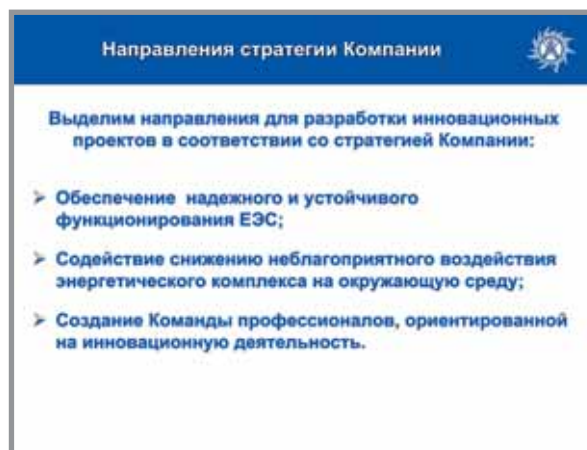 Направления стратегии Компании
Выделим направления для разработки инновационных
проектов в соответствии со стратегией Компании:
Обеспечение надежного и устойчивого
функционирования ЕЭС;
Содействие снижению неблагоприятного воздействия
энергетического комплекса на окружающую среду;
Создание Команды профессионалов, ориентированной
на инновационную деятельность.